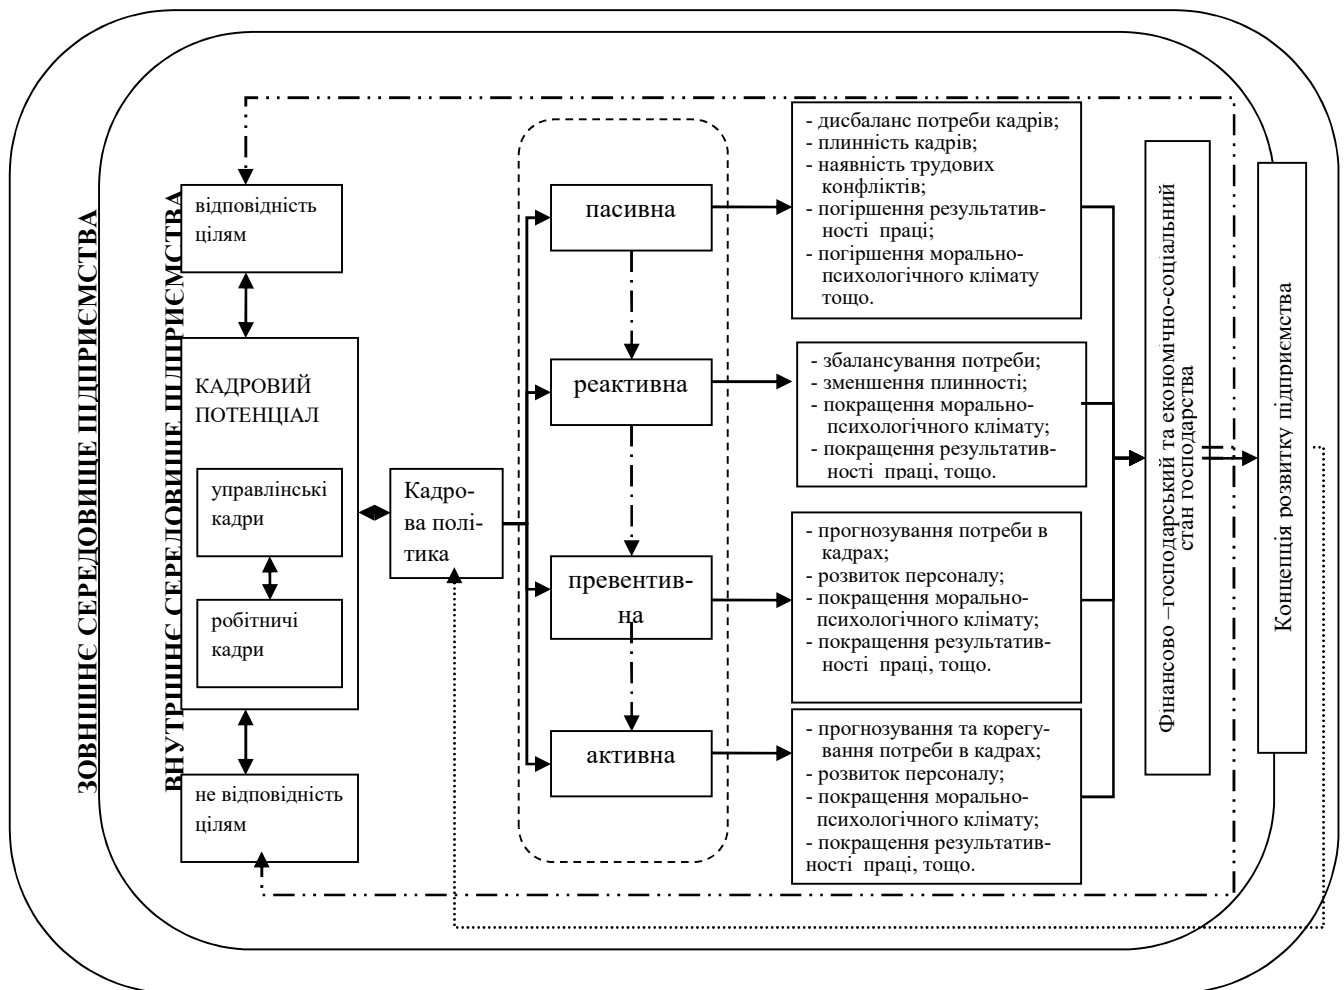 ЗОВНІШНЄ СЕРЕДОВИЩЕ ПІДПРИЄМСТВА
ВНУТРІШНЄ СЕРЕДОВИЩЕ ПІДПРИЄМСТВА
відповідність
цілям
КАДРОВИЙ
ПОТЕНЦІАЛ
управлінські
кадри
робітничі
кадри
не відповідність
цілям
Кадро-
ва полі-
тика
пасивна
реактивна
превентив-
на
активна
- дисбаланс потреби кадрів;
- плинність кадрів;
- наявність трудових
конфліктів;
- погіршення результатив-
ності праці;
- погіршення морально-
психологічного клімату
тощо.
- збалансування потреби;
- зменшення плинності;
- покращення морально-
психологічного клімату;
- покращення результатив-
ності праці, тощо.
- прогнозування потреби в
кадрах;
- розвиток персоналу;
- покращення морально-
психологічного клімату;
- покращення результатив-
ності праці, тощо.
- прогнозування та корегу-
вання потреби в кадрах;
- розвиток персоналу;
- покращення морально-
психологічного клімату;
- покращення результатив-
ності праці, тощо.
Фінансово –господарський та економічно-соціальний
стан господарства
Концепція розвитку підприємства